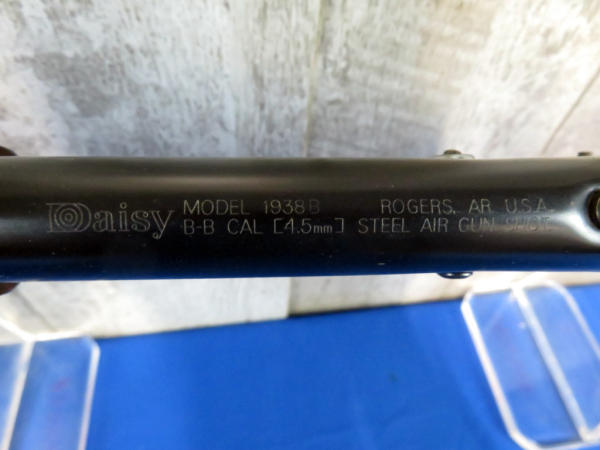 Daisy
MODEL 1938B ROGERS, AR. U.S.A.
B-B CAL [4.5mm] STEEL AIR GUN SHOT